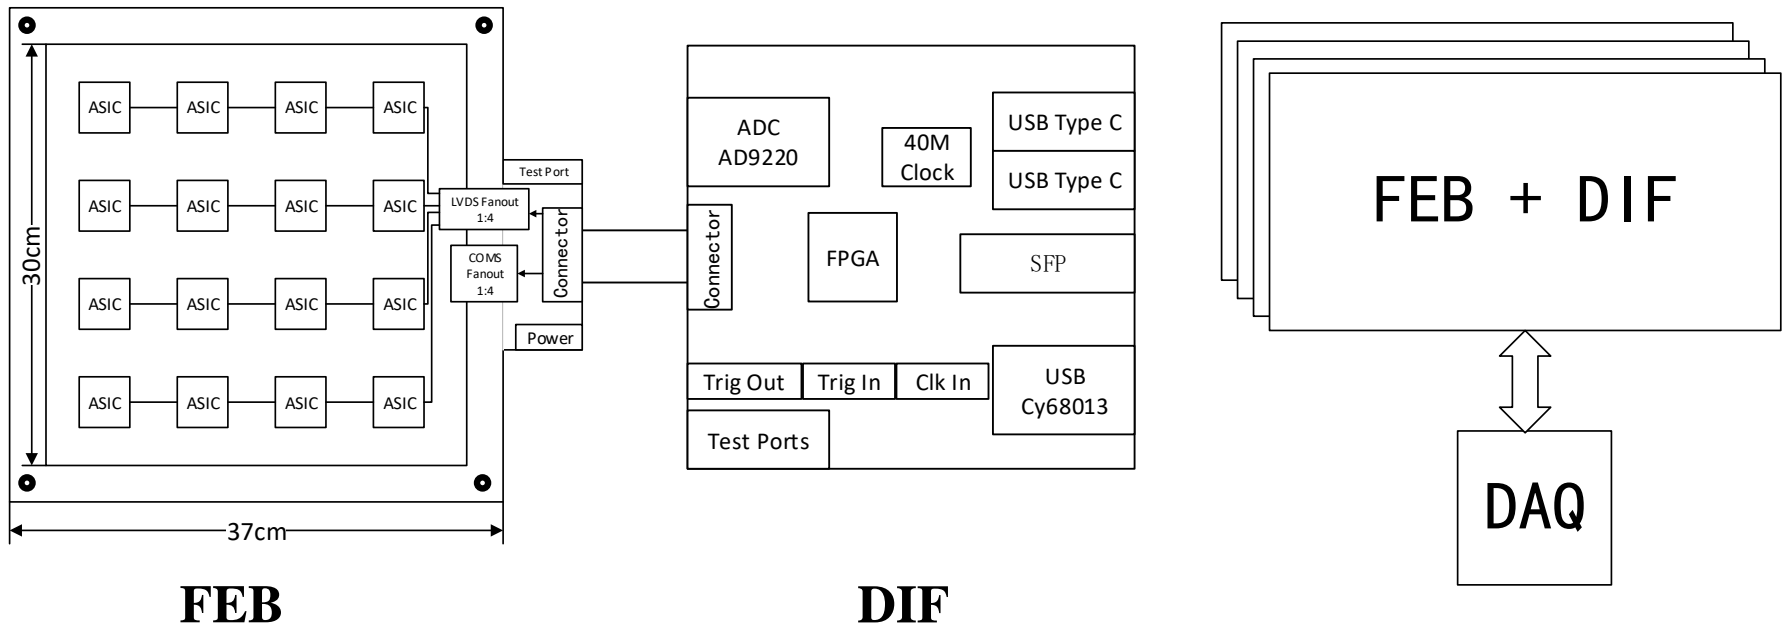 30cm
ASIC ASIC ASIC ASIC
ASIC ASIC ASIC ASIC
ASIC ASIC ASIC ASIC
ASIC ASIC ASIC ASIC
Test Port
LVDS Fanout
1:4
COMS
Fanout
1:4
Connector
Power
37cm
FEB
ADC
AD9220
40M
Clock
USB Type C
USB Type C
Connector
FPGA
SFP
Trig Out
Trig In
Clk In
USB
Cy68013
Test Ports
DIF
FEB + DIF
DAQ